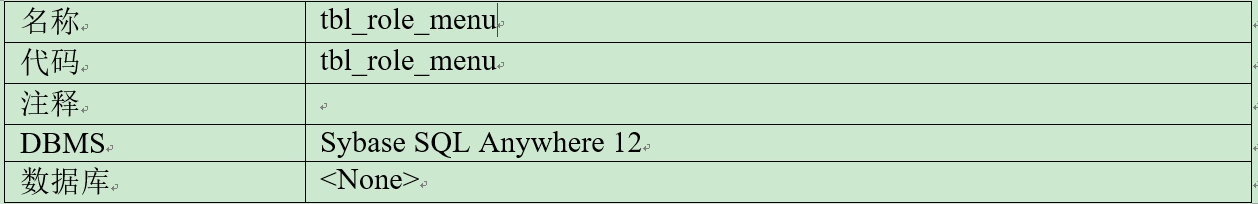 名称 tbl_role_menu
代码 tbl_role_menu
注释
DBMS Sybase SQL Anywhere 12
数据库 <None>